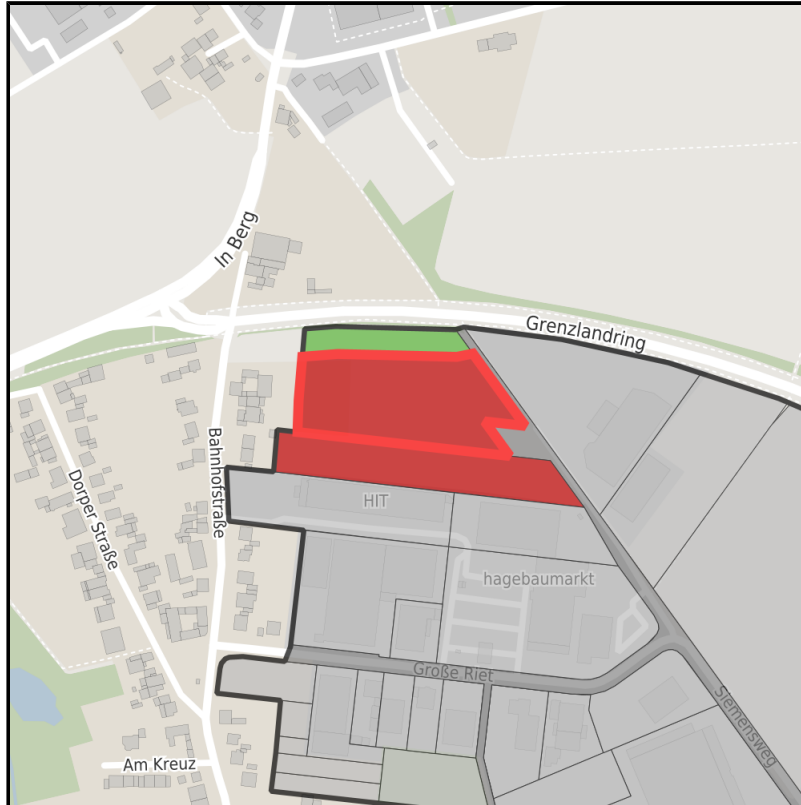 In Berg
Grenzlandring
Bahnhofstraße
Dorper Straße
HIT
hagebaumarkt
Große Riet
Siemensweg
Am Kreuz